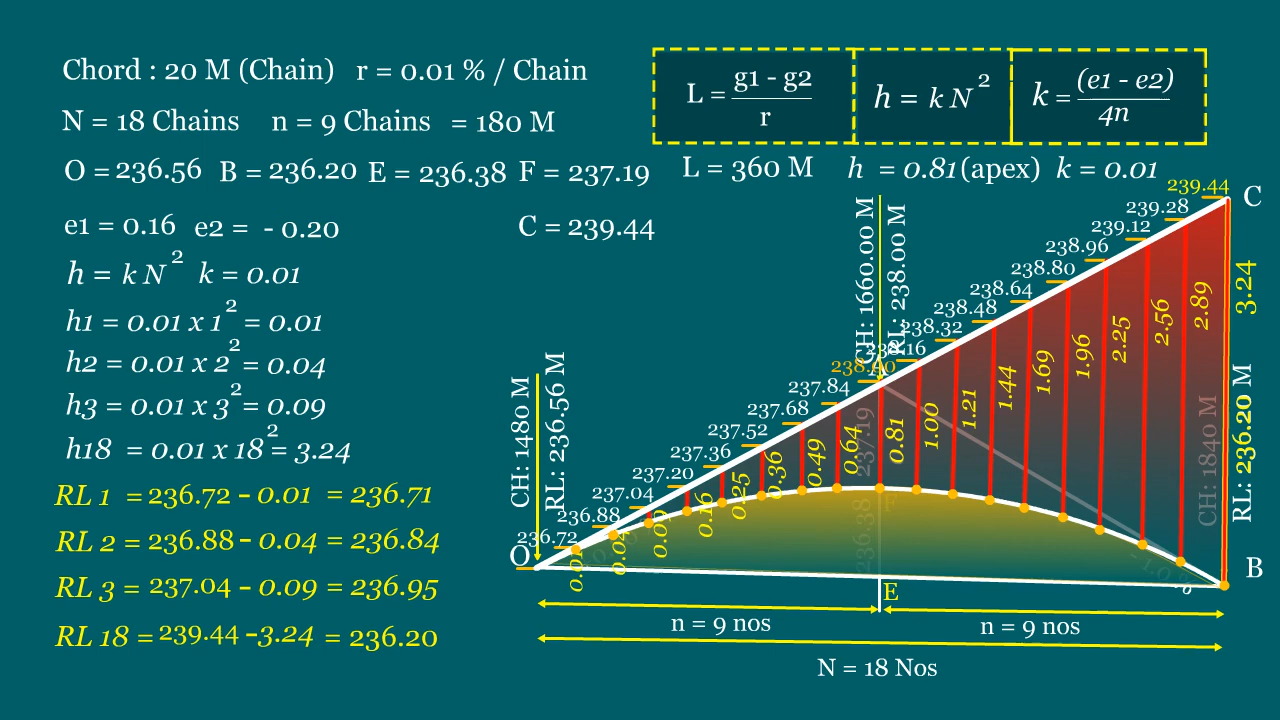 Chord : 20 M (Chain) r = 0.01 % / Chain
N = 18 Chains n = 9 Chains = 180 M
O = 236.56 B = 236.20 E = 236.38 F = 237.19
e1 = 0.16 e2 = - 0.20
C = 239.44
h = k N² k = 0.01
h1 = 0.01 x 1² = 0.01
h2 = 0.01 x 2² = 0.04
h3 = 0.01 x 3² = 0.09
h18 = 0.01 x 18² = 3.24
RL 1 = 236.72 - 0.01 = 236.71
RL 2 = 236.88 - 0.04 = 236.84
RL 3 = 237.04 - 0.09 = 236.95
RL 18 = 239.44 -3.24 = 236.20
L = g1 - g2 / r
h = k N²
k = (e1 - e2) / 4n
L = 360 M h = 0.81(apex) k = 0.01
CH: 1480 M
RL: 236.56 M
CH: 1660.00 M
RL: 238.00 M
O
236.72
236.88
237.04
237.20
237.36
237.52
237.68
237.84
238.00
A
238.16
238.32
238.48
238.64
238.80
238.96
239.12
239.28
239.44
C
0.01
0.04
0.09
0.16
0.25
0.36
0.49
0.64
0.81
1.00
1.21
1.44
1.69
1.96
2.25
2.56
2.89
3.24
237.19
F
236.38
CH: 1840 M
RL: 236.20 M
B
E
n = 9 nos
n = 9 nos
N = 18 Nos